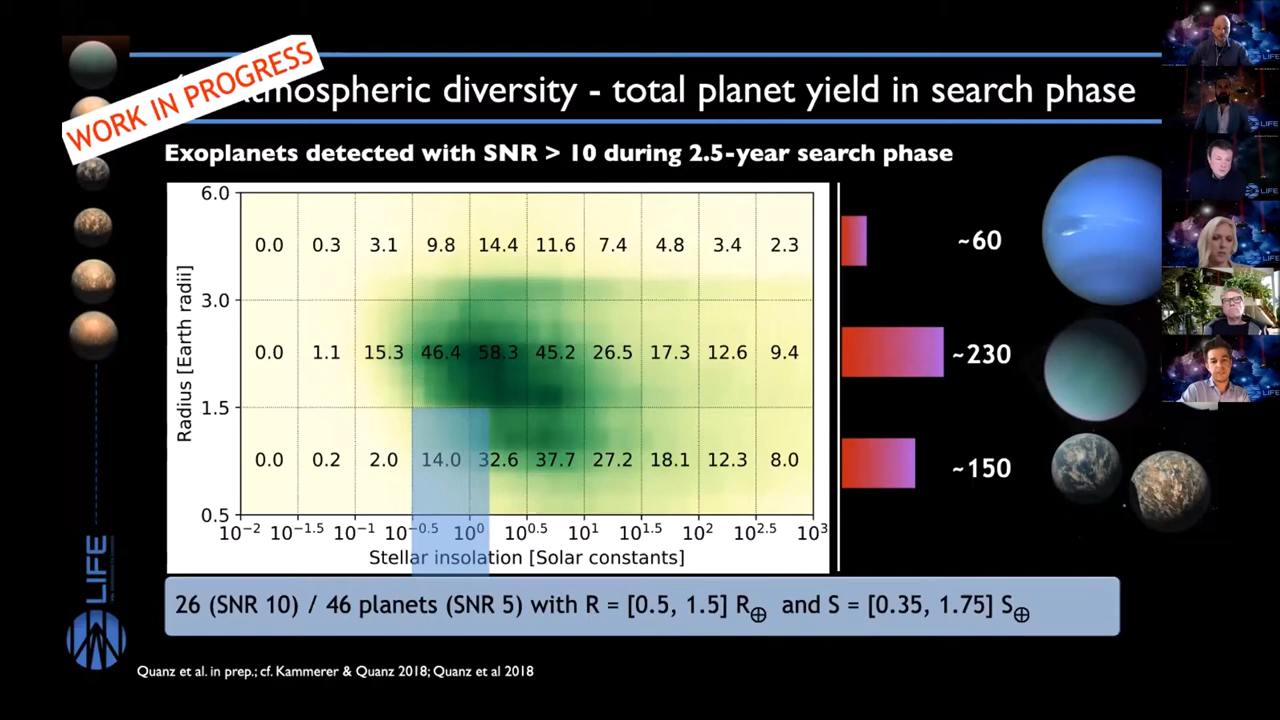 WORK IN PROGRESS
tmospheric diversity - total planet yield in search phase
Exoplanets detected with SNR > 10 during 2.5-year search phase
6.0
0.0 0.3 3.1 9.8 14.4 11.6 7.4 4.8 3.4 2.3
~60
3.0
Radius [Earth radii]
0.0 1.1 15.3 46.4 58.3 45.2 26.5 17.3 12.6 9.4
~230
1.5
0.0 0.2 2.0 14.0 32.6 37.7 27.2 18.1 12.3 8.0
~150
0.5
10⁻² 10⁻¹·⁵ 10⁻¹ 10⁻⁰·⁵ 10⁰ 10⁰·⁵ 10¹ 10¹·⁵ 10² 10²·⁵ 10³
Stellar insolation [Solar constants]
26 (SNR 10) / 46 planets (SNR 5) with R = [0.5, 1.5] R⊕ and S = [0.35, 1.75] S⊕
Quanz et al. in prep.; cf. Kammerer & Quanz 2018; Quanz et al 2018
LIFE
LIFE
LIFE
LIFE
LIFE